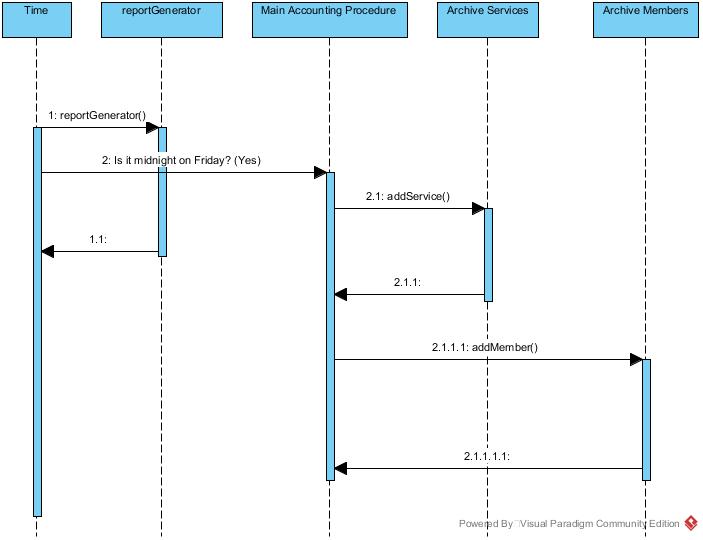 Time
reportGenerator
Main Accounting Procedure
Archive Services
Archive Members
1: reportGenerator()
2: Is it midnight on Friday? (Yes)
2.1: addService()
1.1:
2.1.1:
2.1.1.1: addMember()
2.1.1.1.1:
Powered By Visual Paradigm Community Edition